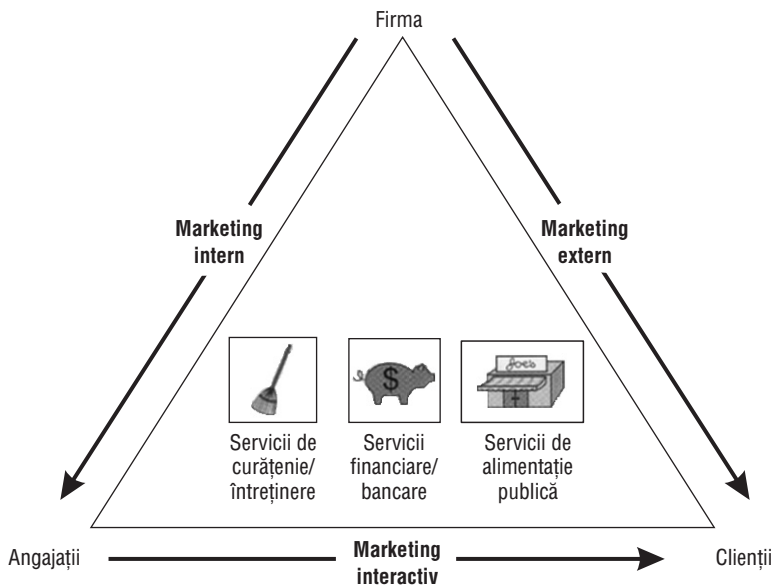 Firma
Marketing
intern
Marketing
extern
$
Joe's
Servicii de
curățenie/
întreținere
Servicii
financiare/
bancare
Servicii de
alimentație
publică
Angajații
Marketing
interactiv
Clienții